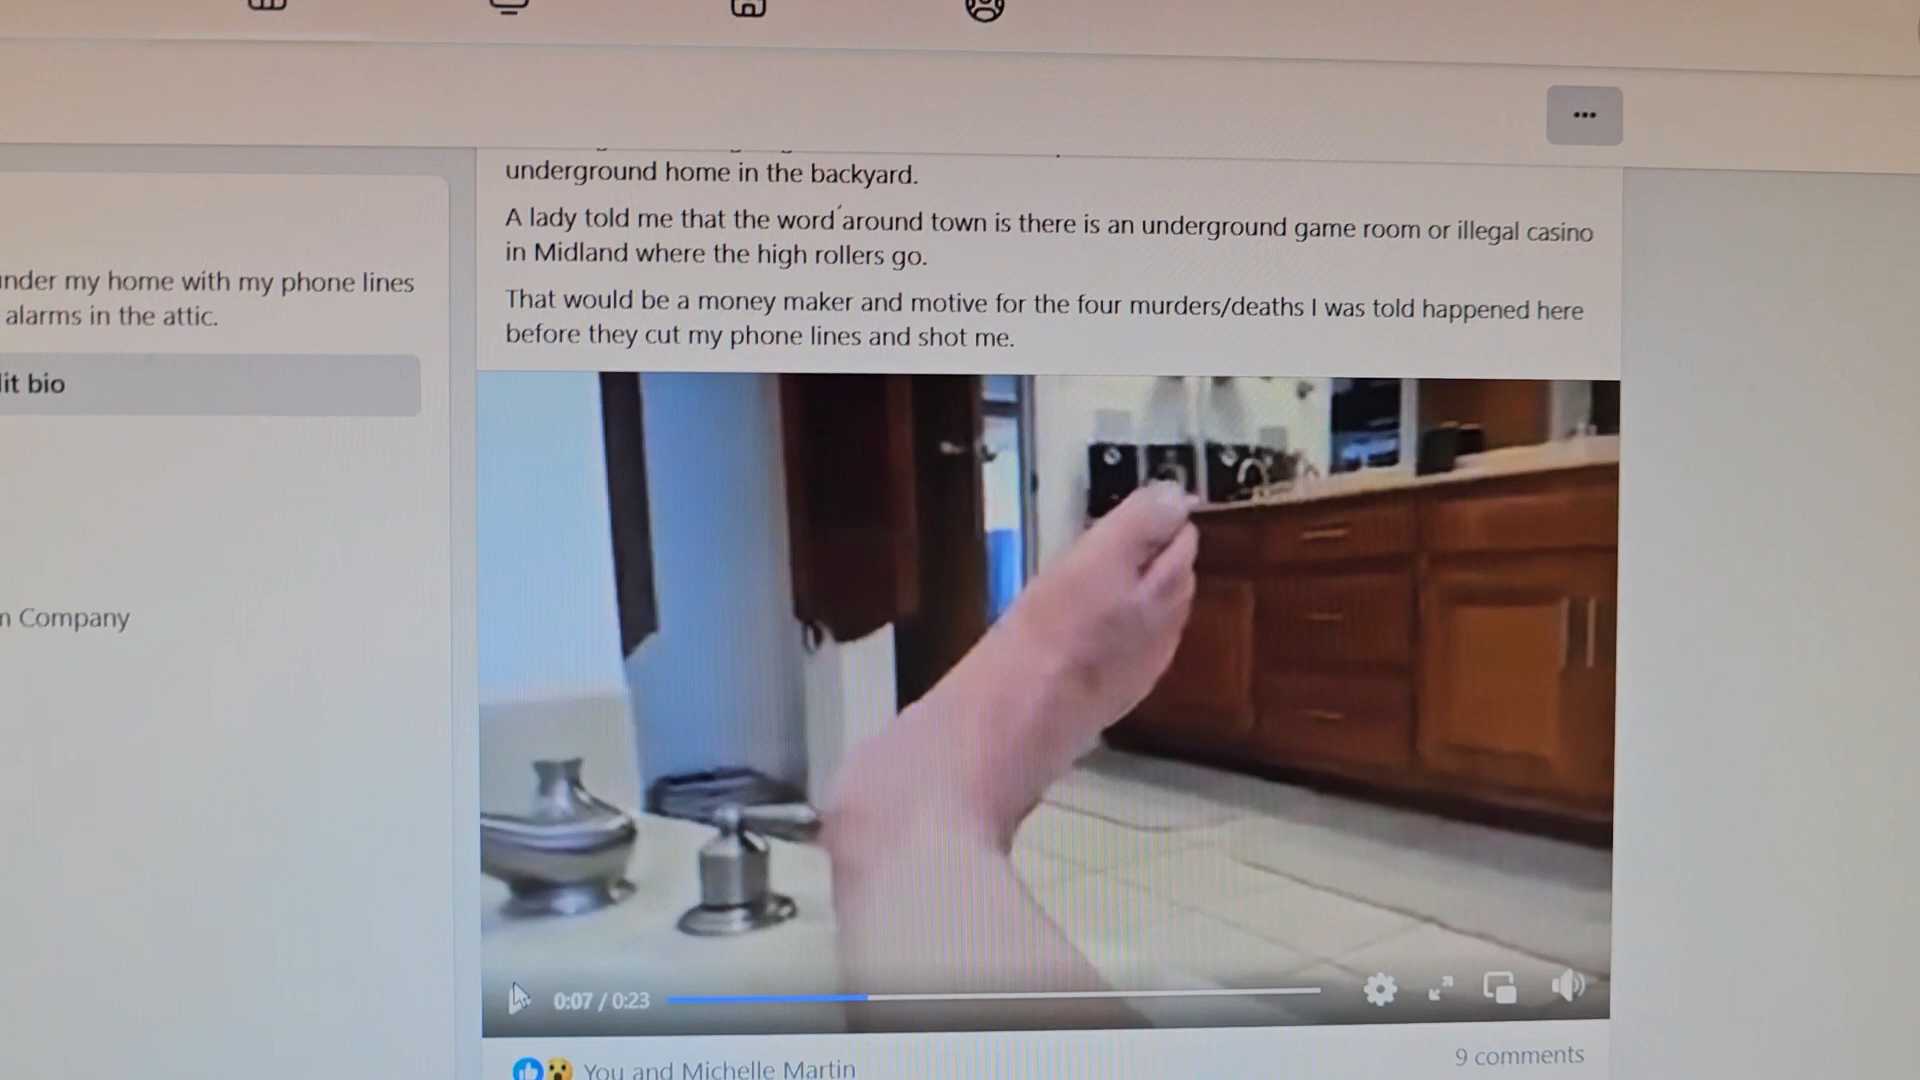 underground home in the backyard.
A lady told me that the word around town is there is an underground game room or illegal casino
in Midland where the high rollers go.
That would be a money maker and motive for the four murders/deaths I was told happened here
before they cut my phone lines and shot me.
under my home with my phone lines
alarms in the attic.
lit bio
n Company
0:07 / 0:23
You and Michelle Martin
9 comments